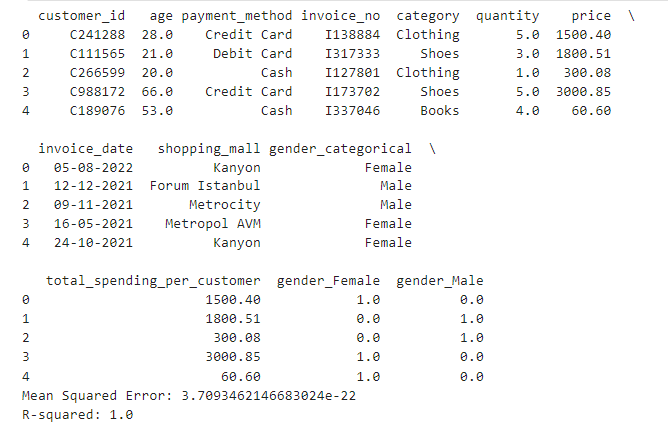 customer_id age payment_method invoice_no category quantity price \
0 C241288 28.0 Credit Card I138884 Clothing 5.0 1500.40
1 C111565 21.0 Debit Card I317333 Shoes 3.0 1800.51
2 C266599 20.0 Cash I127801 Clothing 1.0 300.08
3 C988172 66.0 Credit Card I173702 Shoes 5.0 3000.85
4 C189076 53.0 Cash I337046 Books 4.0 60.60
invoice_date shopping_mall gender_categorical \
0 05-08-2022 Kanyon Female
1 12-12-2021 Forum Istanbul Male
2 09-11-2021 Metrocity Male
3 16-05-2021 Metropol AVM Female
4 24-10-2021 Kanyon Female
total_spending_per_customer gender_Female gender_Male
0 1500.40 1.0 0.0
1 1800.51 0.0 1.0
2 300.08 0.0 1.0
3 3000.85 1.0 0.0
4 60.60 1.0 0.0
Mean Squared Error: 3.7093462146683024e-22
R-squared: 1.0